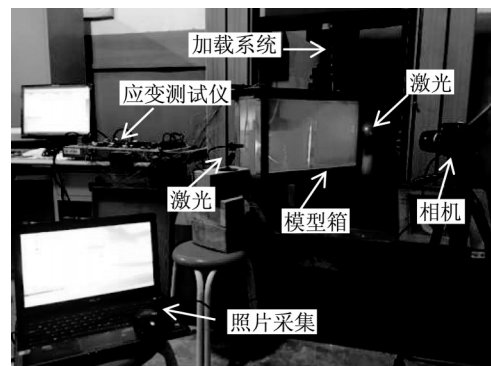 加载系统
激光
应变测试仪
激光
模型箱
相机
照片采集